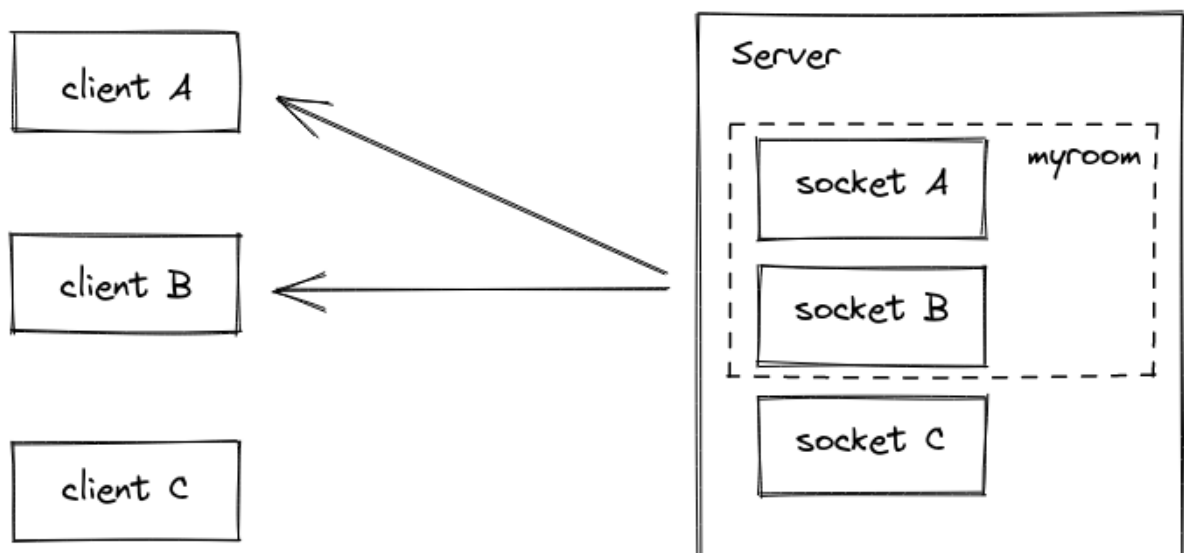 client A
client B
client C
Server
myroom
socket A
socket B
socket C